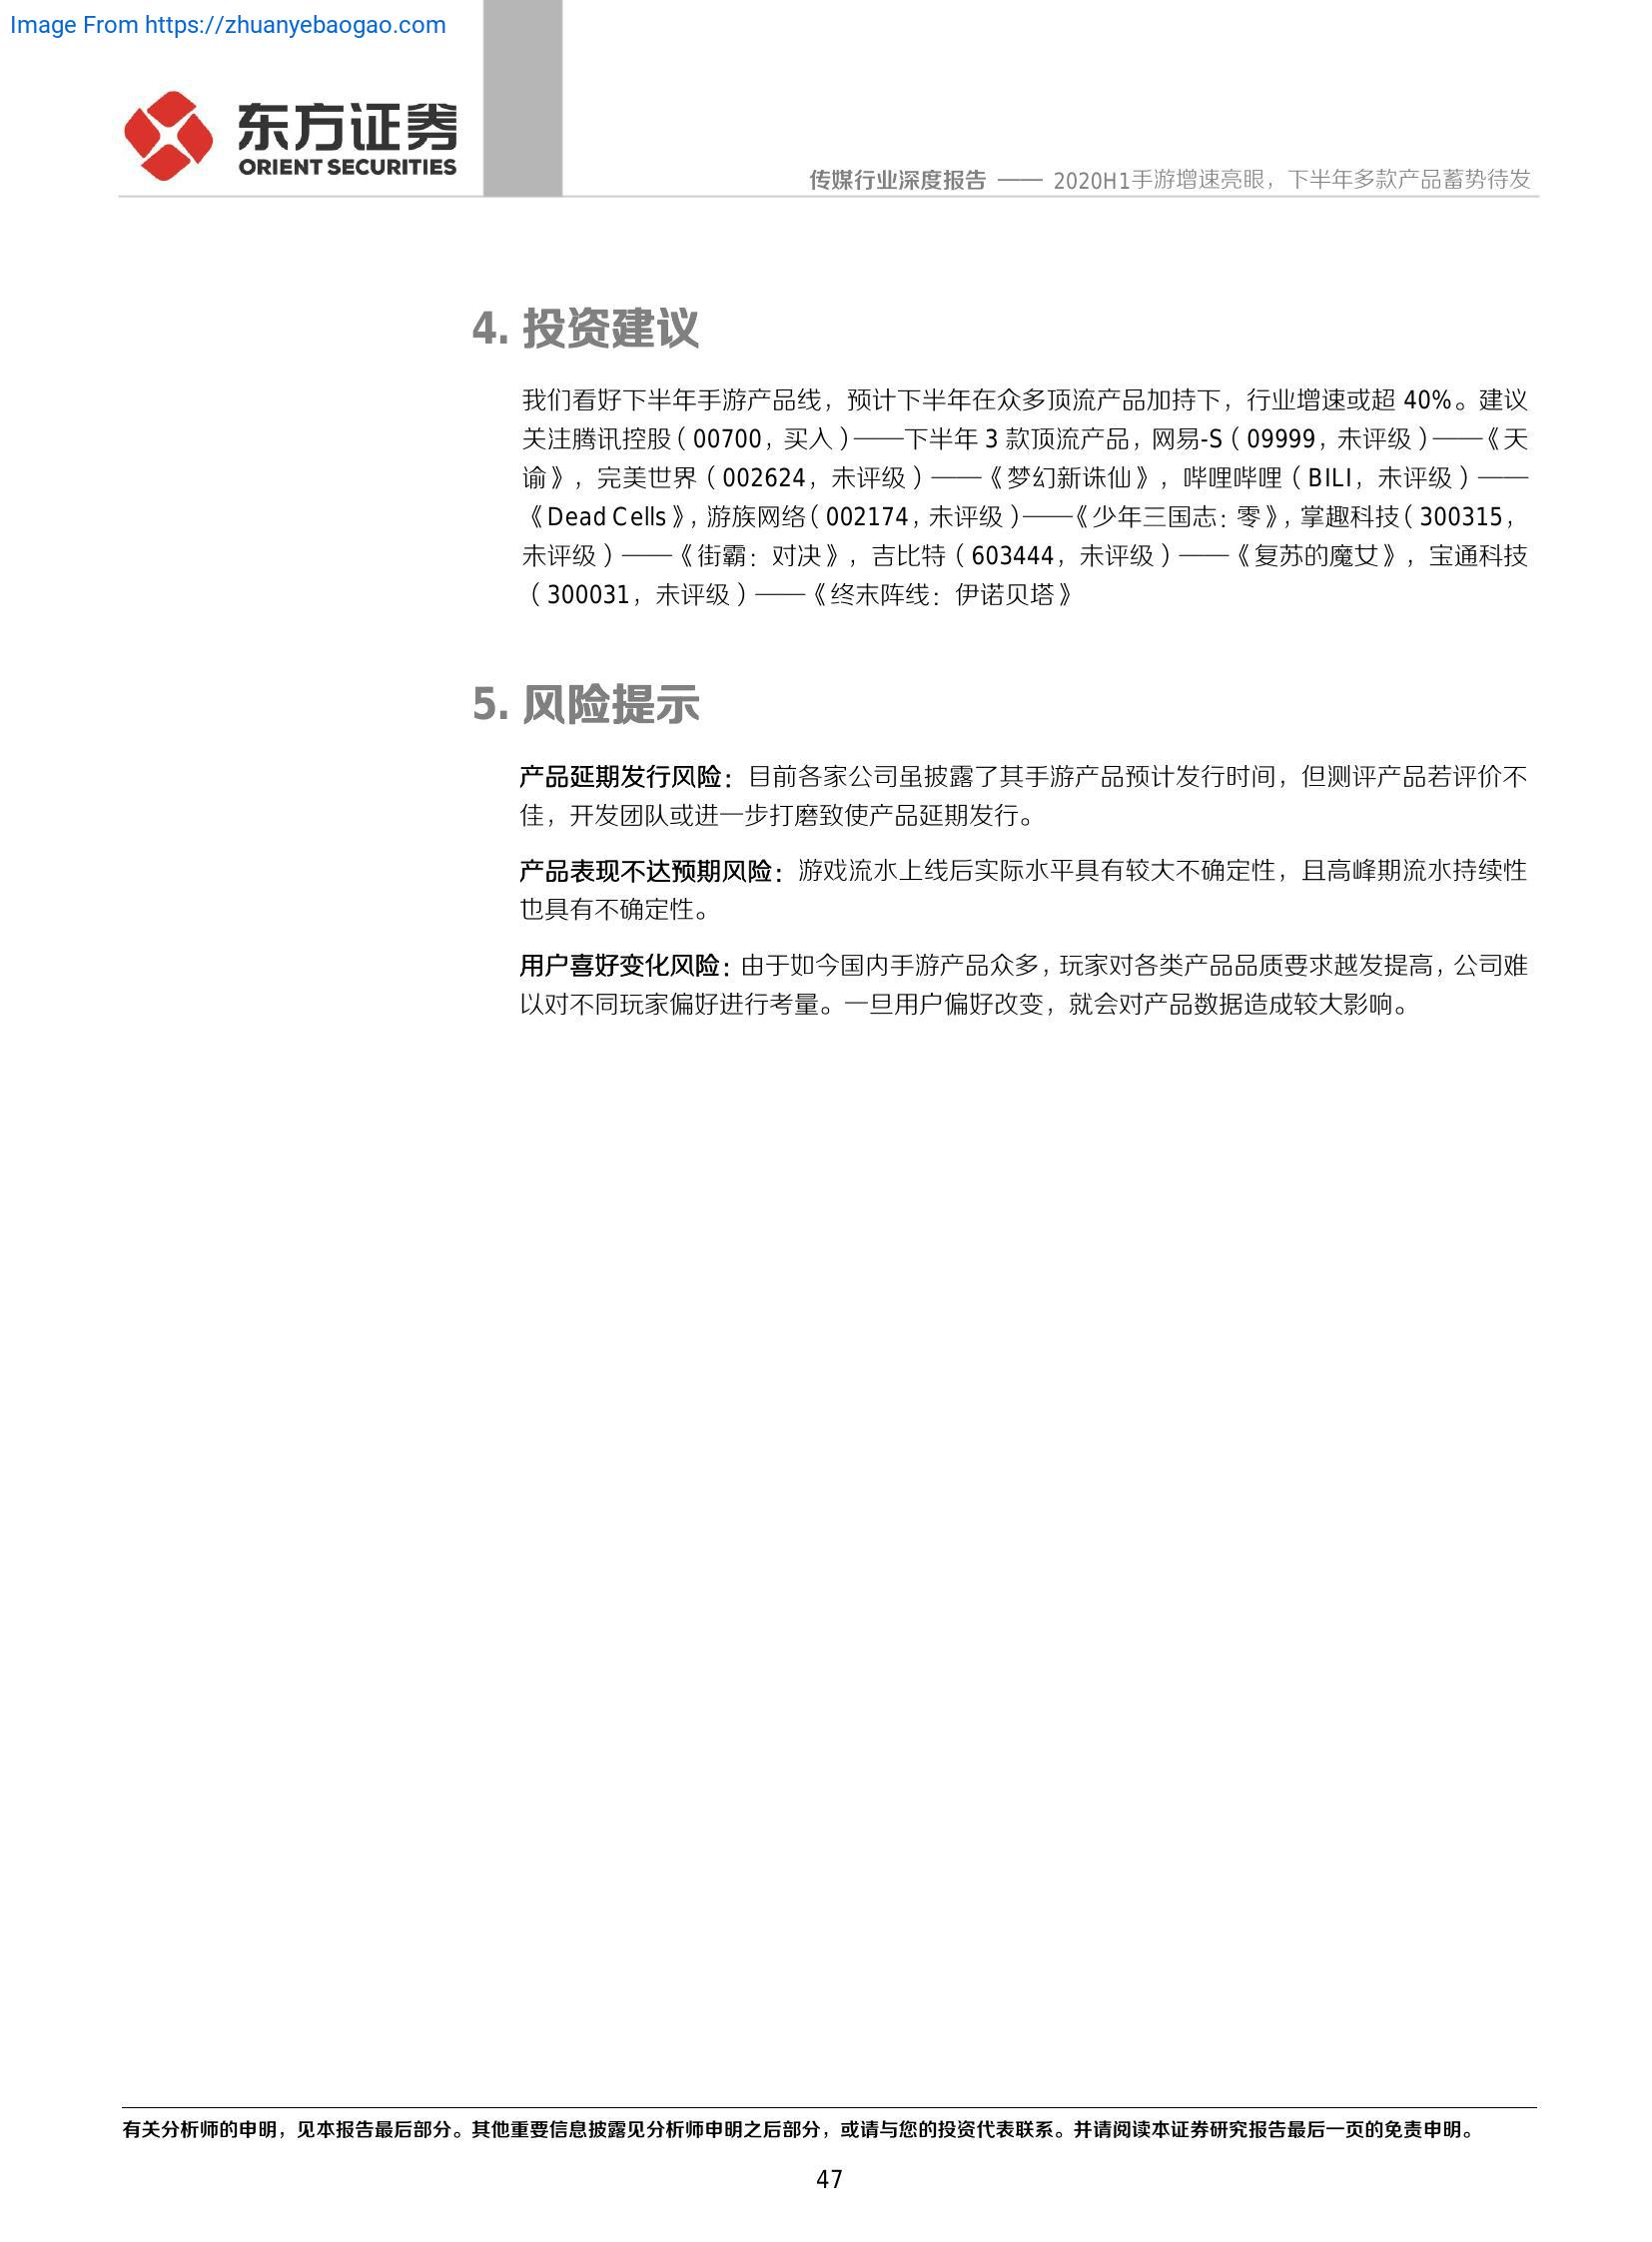 Image From https://zhuanyebaogao.com
东方证券
ORIENT SECURITIES
传媒行业深度报告 —— 2020H1手游增速亮眼，下半年多款产品蓄势待发
4. 投资建议
我们看好下半年手游产品线，预计下半年在众多顶流产品加持下，行业增速或超 40%。建议
关注腾讯控股（00700，买入）——下半年 3 款顶流产品，网易-S（09999，未评级）——《天
谕》，完美世界（002624，未评级）——《梦幻新诛仙》，哔哩哔哩（BILI，未评级）——
《Dead Cells》，游族网络（002174，未评级）——《少年三国志：零》，掌趣科技（300315，
未评级）——《街霸：对决》，吉比特（603444，未评级）——《复苏的魔女》，宝通科技
（300031，未评级）——《终末阵线：伊诺贝塔》
5. 风险提示
产品延期发行风险：目前各家公司虽披露了其手游产品预计发行时间，但测评产品若评价不
佳，开发团队或进一步打磨致使产品延期发行。
产品表现不达预期风险：游戏流水上线后实际水平具有较大不确定性，且高峰期流水持续性
也具有不确定性。
用户喜好变化风险：由于如今国内手游产品众多，玩家对各类产品品质要求越发提高，公司难
以对不同玩家偏好进行考量。一旦用户偏好改变，就会对产品数据造成较大影响。
有关分析师的申明，见本报告最后部分。其他重要信息披露见分析师申明之后部分，或请与您的投资代表联系。并请阅读本证券研究报告最后一页的免责申明。
47